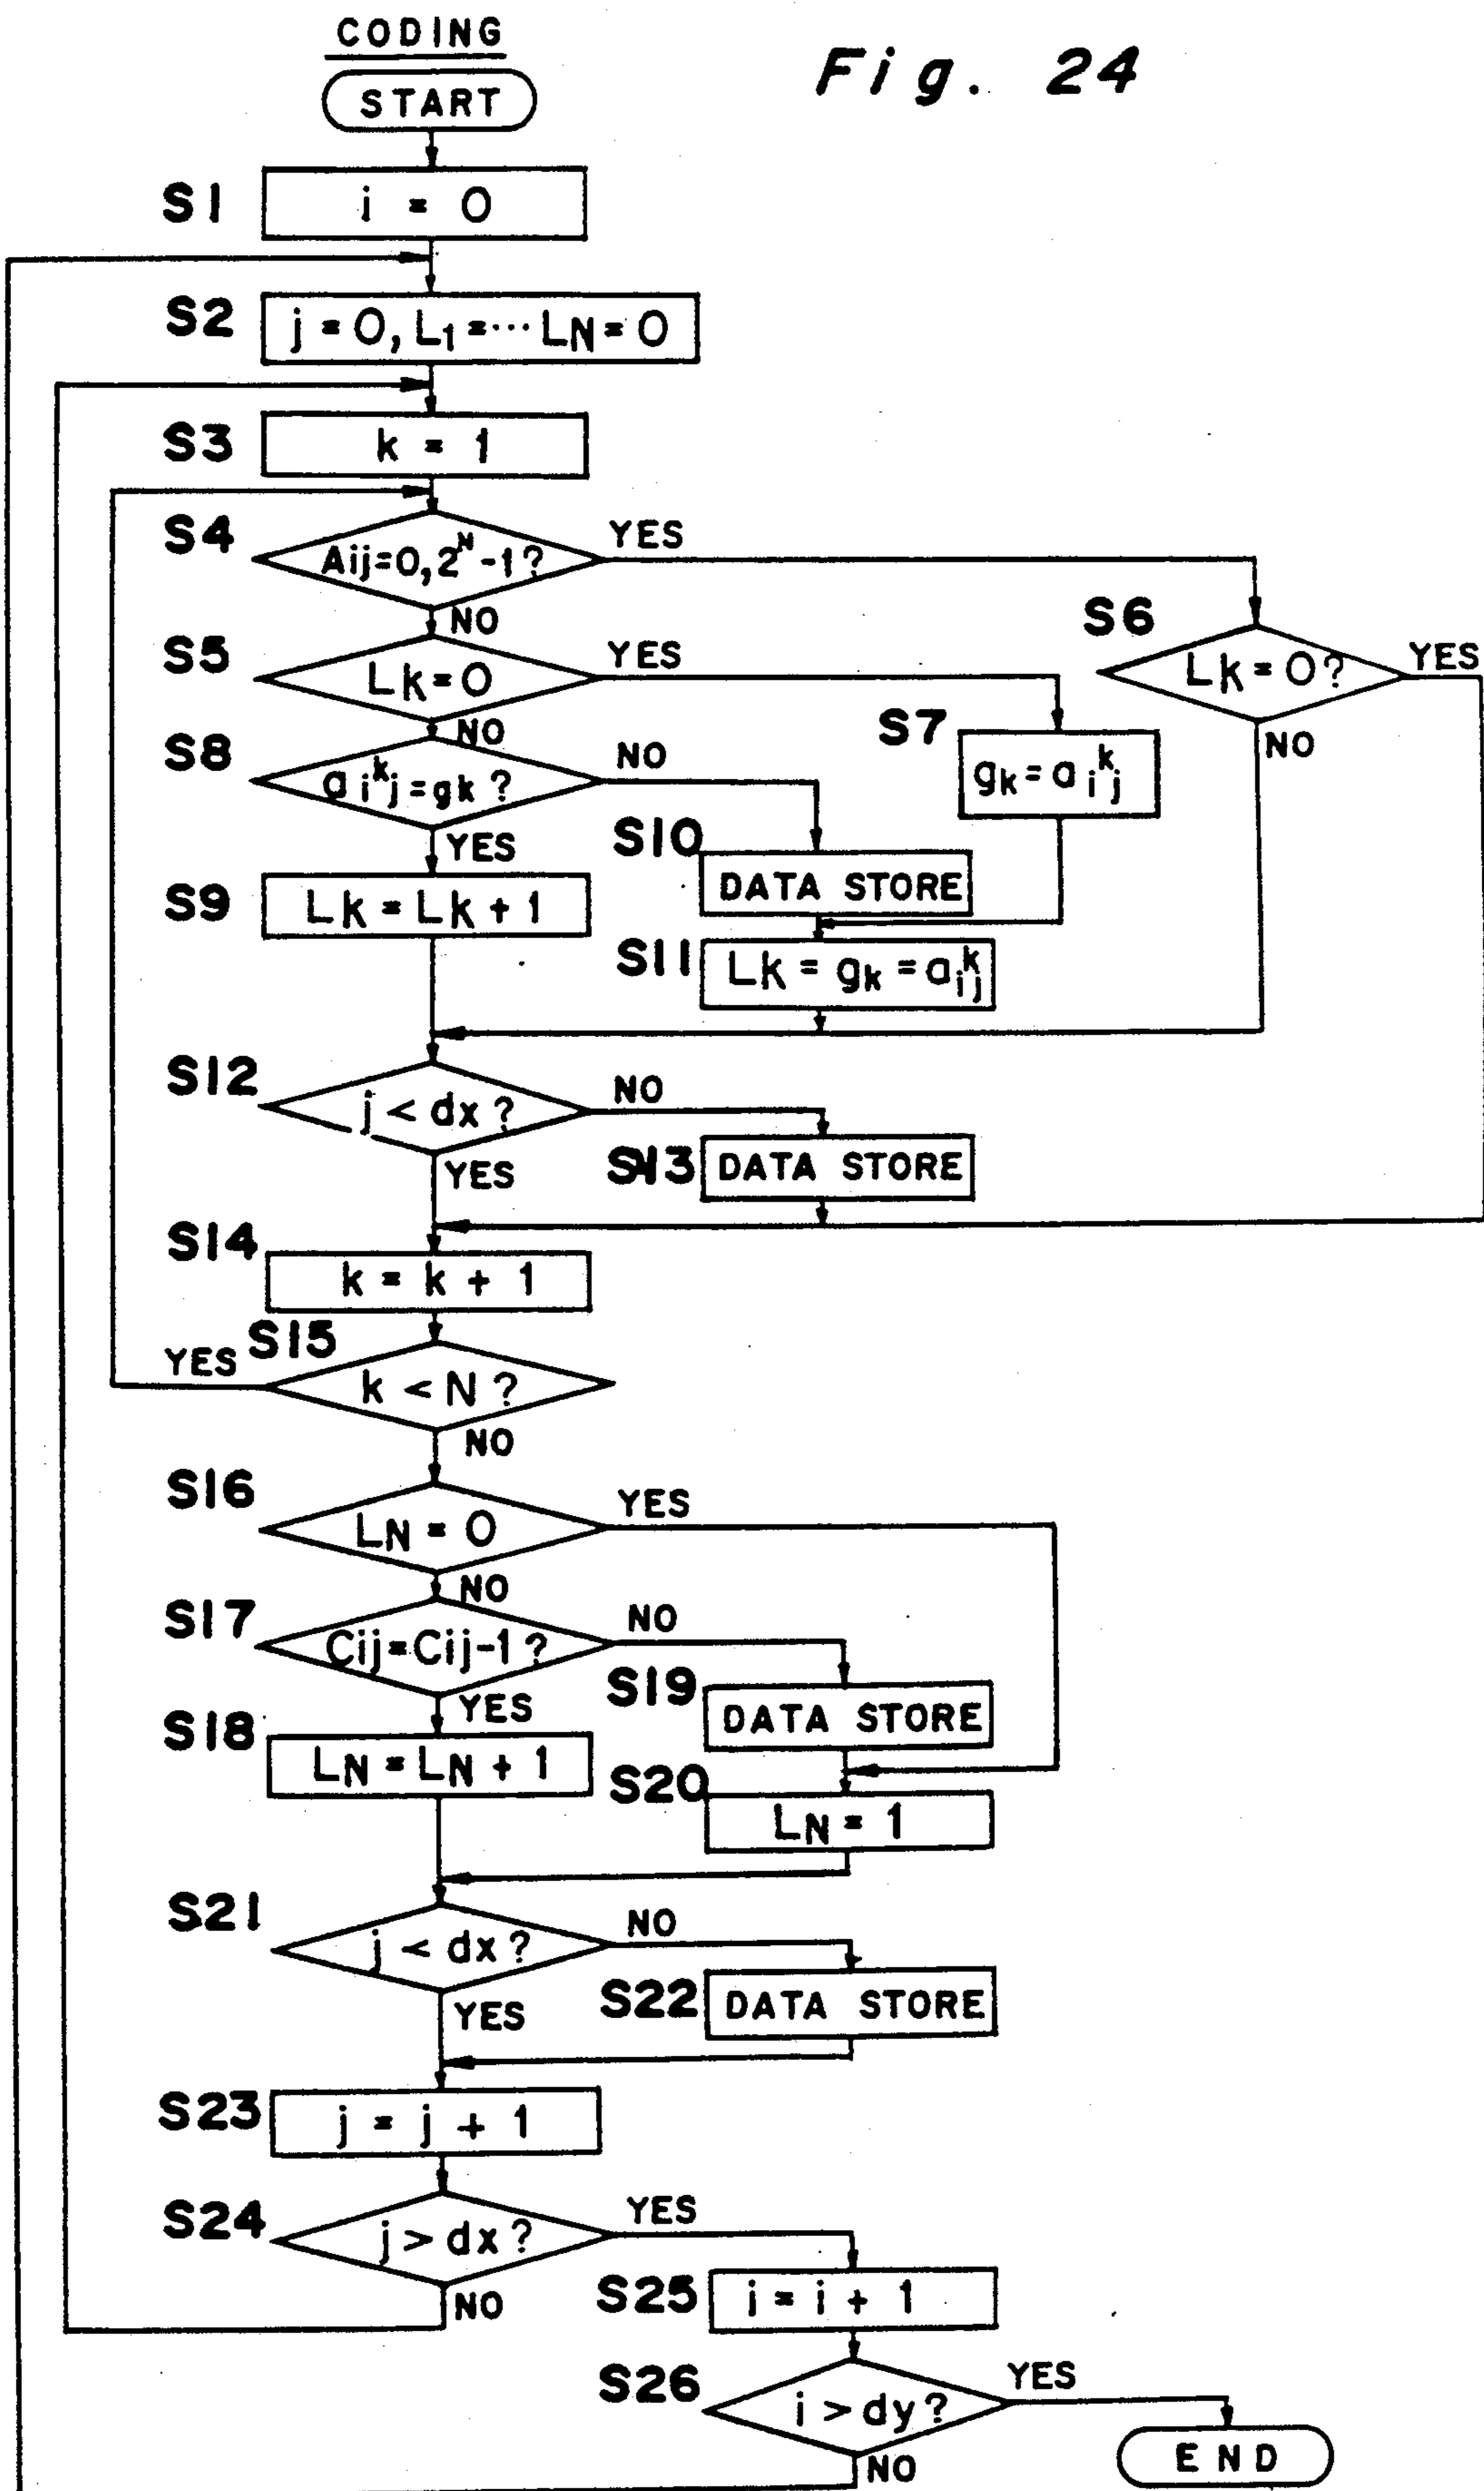 CODING
Fig. 24
START
S1
i = 0
S2
j = 0, L1 = ··· LN = 0
S3
k = 1
S4
Aij=0, 2^N -1 ?
YES
NO
S5
Lk = 0
YES
NO
S6
Lk = 0 ?
YES
NO
S7
gk = a i^k j
S8
a i^k j = gk ?
NO
YES
S9
Lk = Lk + 1
S10
DATA STORE
S11
Lk = gk = a i^k j
S12
j < dx ?
NO
YES
S13
DATA STORE
S14
k = k + 1
S15
k < N ?
YES
NO
S16
LN = 0
YES
NO
S17
Cij = Cij-1 ?
NO
YES
S18
LN = LN + 1
S19
DATA STORE
S20
LN = 1
S21
j < dx ?
NO
YES
S22
DATA STORE
S23
j = j + 1
S24
j > dx ?
YES
NO
S25
i = i + 1
S26
i > dy ?
YES
NO
END